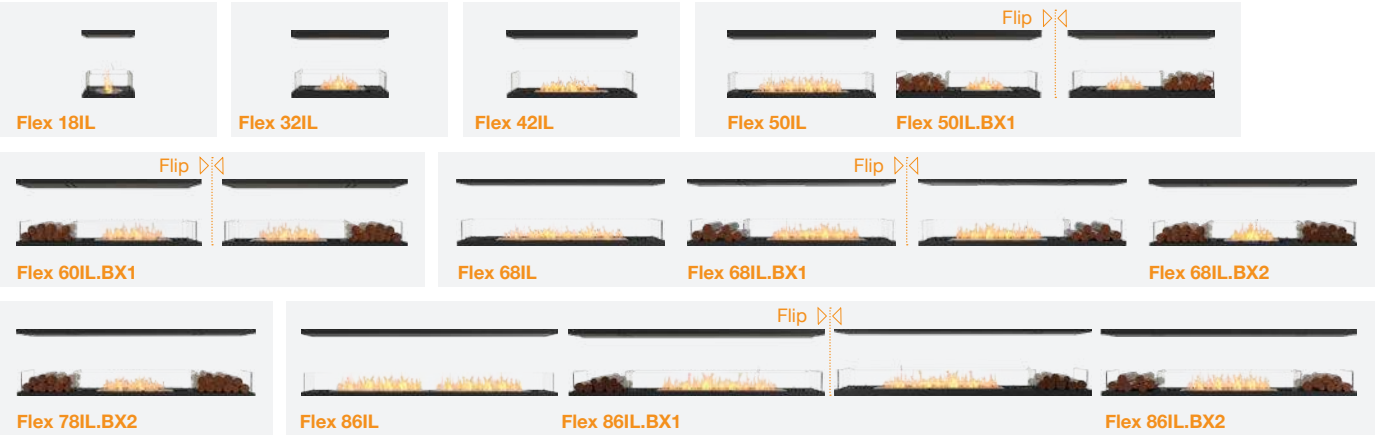 Flip
Flex 18IL
Flex 32IL
Flex 42IL
Flex 50IL
Flex 50IL.BX1
Flip
Flip
Flex 60IL.BX1
Flex 68IL
Flex 68IL.BX1
Flex 68IL.BX2
Flip
Flex 78IL.BX2
Flex 86IL
Flex 86IL.BX1
Flex 86IL.BX2